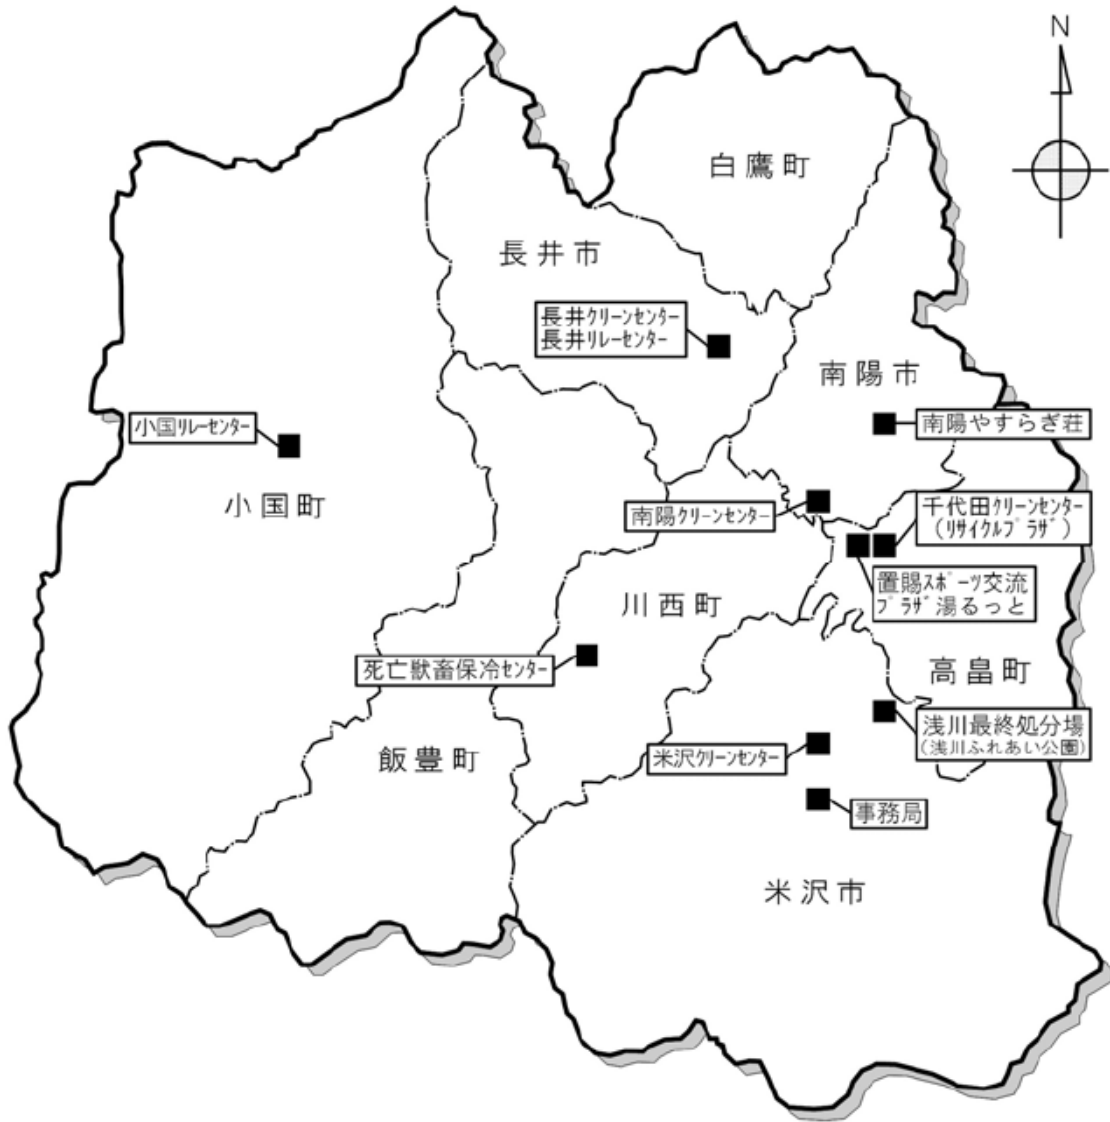 N
白鷹町
長井市
長井ｸﾘｰﾝｾﾝﾀｰ
長井ﾘﾚｰｾﾝﾀｰ
南陽市
小国ﾘﾚｰｾﾝﾀｰ
南陽やすらぎ荘
小国町
南陽ｸﾘｰﾝｾﾝﾀｰ
千代田ｸﾘｰﾝｾﾝﾀｰ
(ﾘｻｲｸﾙﾌﾟﾗｻﾞ)
置賜ｽﾎﾟｰﾂ交流
ﾌﾟﾗｻﾞ湯るっと
川西町
死亡獣畜保冷ｾﾝﾀｰ
高畠町
浅川最終処分場
(浅川ふれあい公園)
飯豊町
米沢ｸﾘｰﾝｾﾝﾀｰ
事務局
米沢市